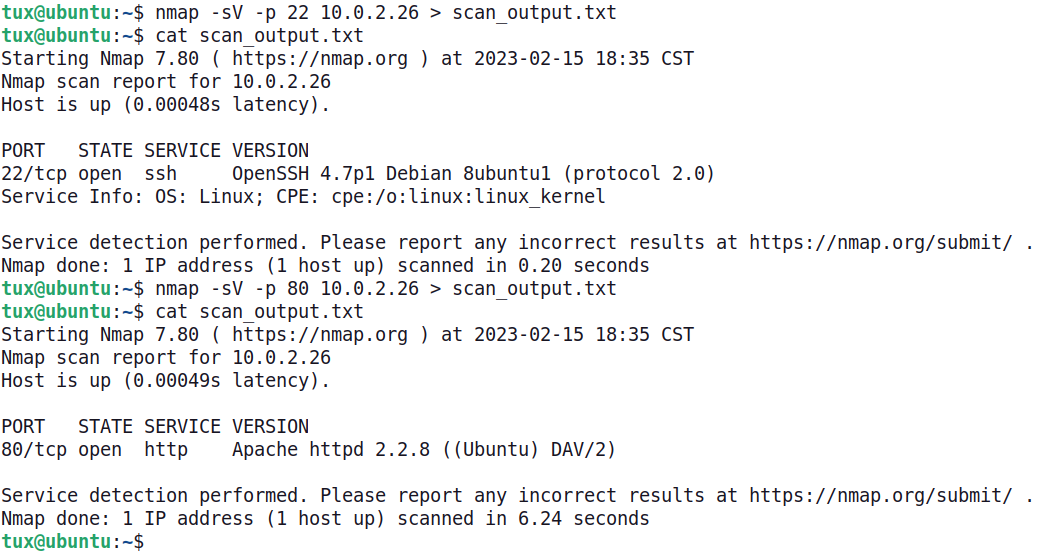 tux@ubuntu:~$ nmap -sV -p 22 10.0.2.26 > scan_output.txt
tux@ubuntu:~$ cat scan_output.txt
Starting Nmap 7.80 ( https://nmap.org ) at 2023-02-15 18:35 CST
Nmap scan report for 10.0.2.26
Host is up (0.00048s latency).

PORT   STATE SERVICE VERSION
22/tcp open  ssh     OpenSSH 4.7p1 Debian 8ubuntu1 (protocol 2.0)
Service Info: OS: Linux; CPE: cpe:/o:linux:linux_kernel

Service detection performed. Please report any incorrect results at https://nmap.org/submit/ .
Nmap done: 1 IP address (1 host up) scanned in 0.20 seconds
tux@ubuntu:~$ nmap -sV -p 80 10.0.2.26 > scan_output.txt
tux@ubuntu:~$ cat scan_output.txt
Starting Nmap 7.80 ( https://nmap.org ) at 2023-02-15 18:35 CST
Nmap scan report for 10.0.2.26
Host is up (0.00049s latency).

PORT   STATE SERVICE VERSION
80/tcp open  http    Apache httpd 2.2.8 ((Ubuntu) DAV/2)

Service detection performed. Please report any incorrect results at https://nmap.org/submit/ .
Nmap done: 1 IP address (1 host up) scanned in 6.24 seconds
tux@ubuntu:~$